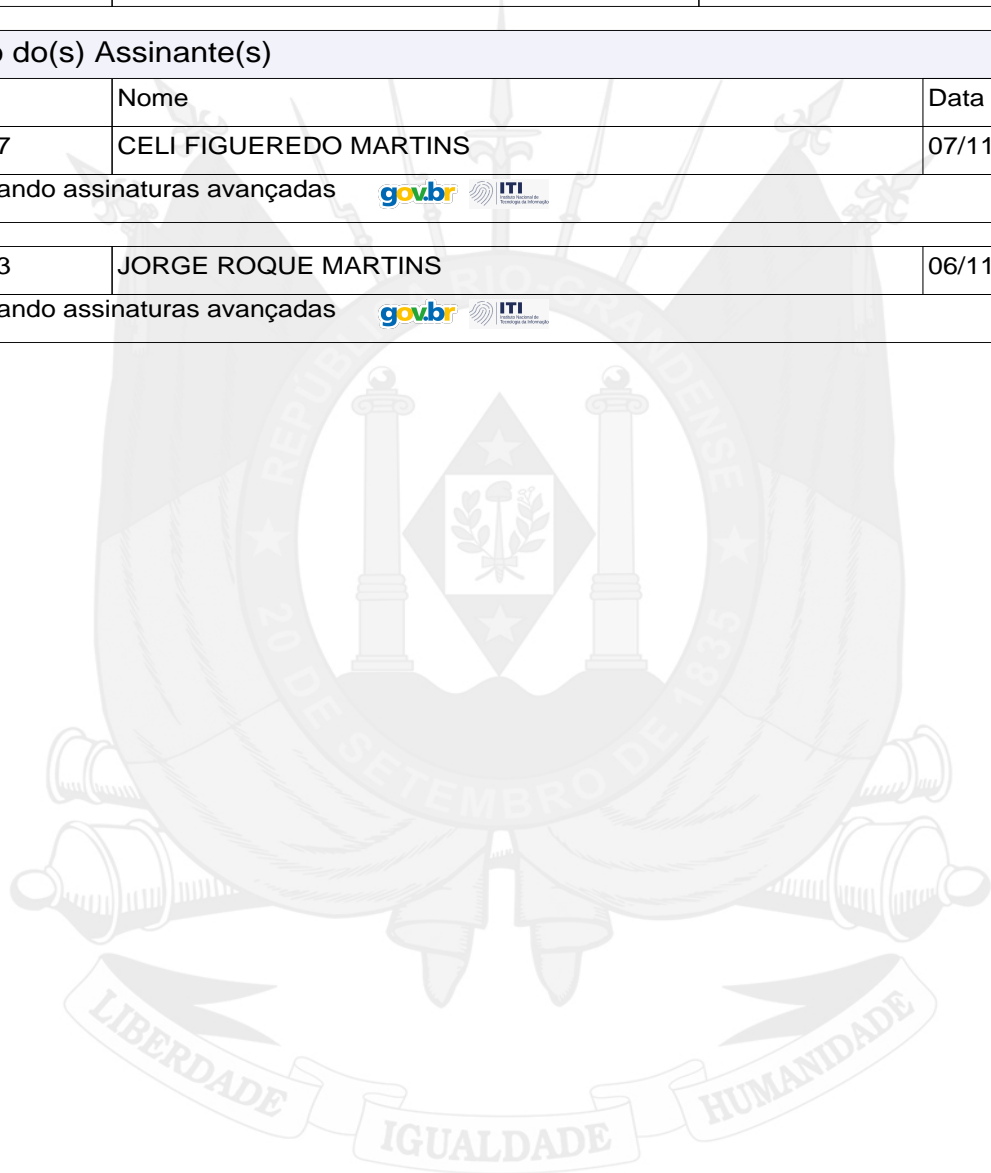 o do(s) Assinante(s)
Nome Data
7 CELI FIGUEREDO MARTINS 07/11
ando assinaturas avançadas gov.br ITI
3 JORGE ROQUE MARTINS 06/11
ando assinaturas avançadas gov.br ITI
REPÚBLICA RIO-GRANDENSE
20 DE SETEMBRO DE 1835
LIBERDADE IGUALDADE HUMANIDADE